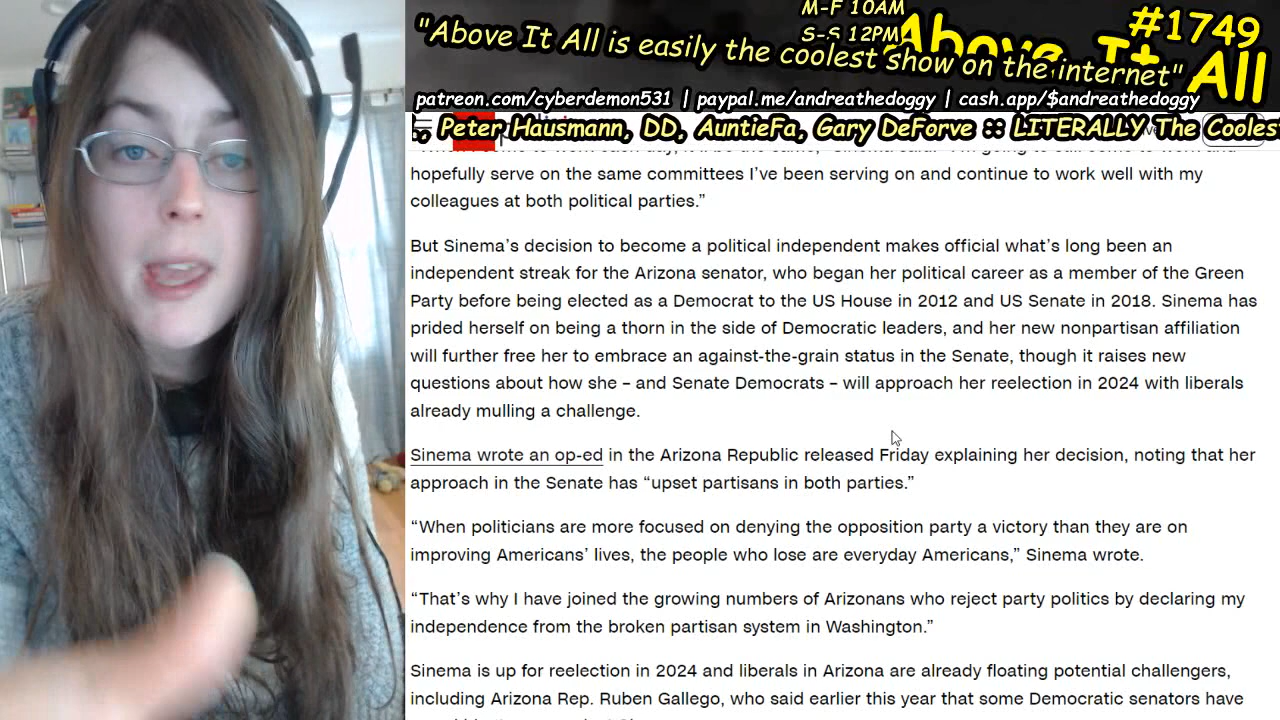 M-F 10AM
S-S 12PM
Above It All
#1749
"Above It All is easily the coolest show on the internet"
patreon.com/cyberdemon531 | paypal.me/andreathedoggy | cash.app/$andreathedoggy
Peter Hausmann, DD, AuntieFa, Gary DeForve :: LITERALLY The Cooles
hopefully serve on the same committees I've been serving on and continue to work well with my
colleagues at both political parties.”
But Sinema's decision to become a political independent makes official what's long been an
independent streak for the Arizona senator, who began her political career as a member of the Green
Party before being elected as a Democrat to the US House in 2012 and US Senate in 2018. Sinema has
prided herself on being a thorn in the side of Democratic leaders, and her new nonpartisan affiliation
will further free her to embrace an against-the-grain status in the Senate, though it raises new
questions about how she – and Senate Democrats – will approach her reelection in 2024 with liberals
already mulling a challenge.
Sinema wrote an op-ed in the Arizona Republic released Friday explaining her decision, noting that her
approach in the Senate has “upset partisans in both parties.”
“When politicians are more focused on denying the opposition party a victory than they are on
improving Americans' lives, the people who lose are everyday Americans,” Sinema wrote.
“That's why I have joined the growing numbers of Arizonans who reject party politics by declaring my
independence from the broken partisan system in Washington.”
Sinema is up for reelection in 2024 and liberals in Arizona are already floating potential challengers,
including Arizona Rep. Ruben Gallego, who said earlier this year that some Democratic senators have